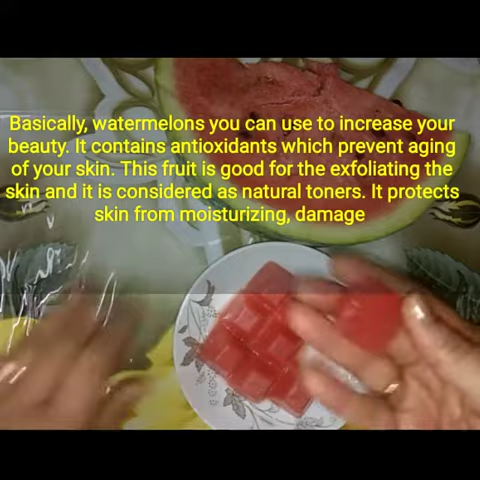 Basically, watermelons you can use to increase your
beauty. It contains antioxidants which prevent aging
of your skin. This fruit is good for the exfoliating the
skin and it is considered as natural toners. It protects
skin from moisturizing, damage